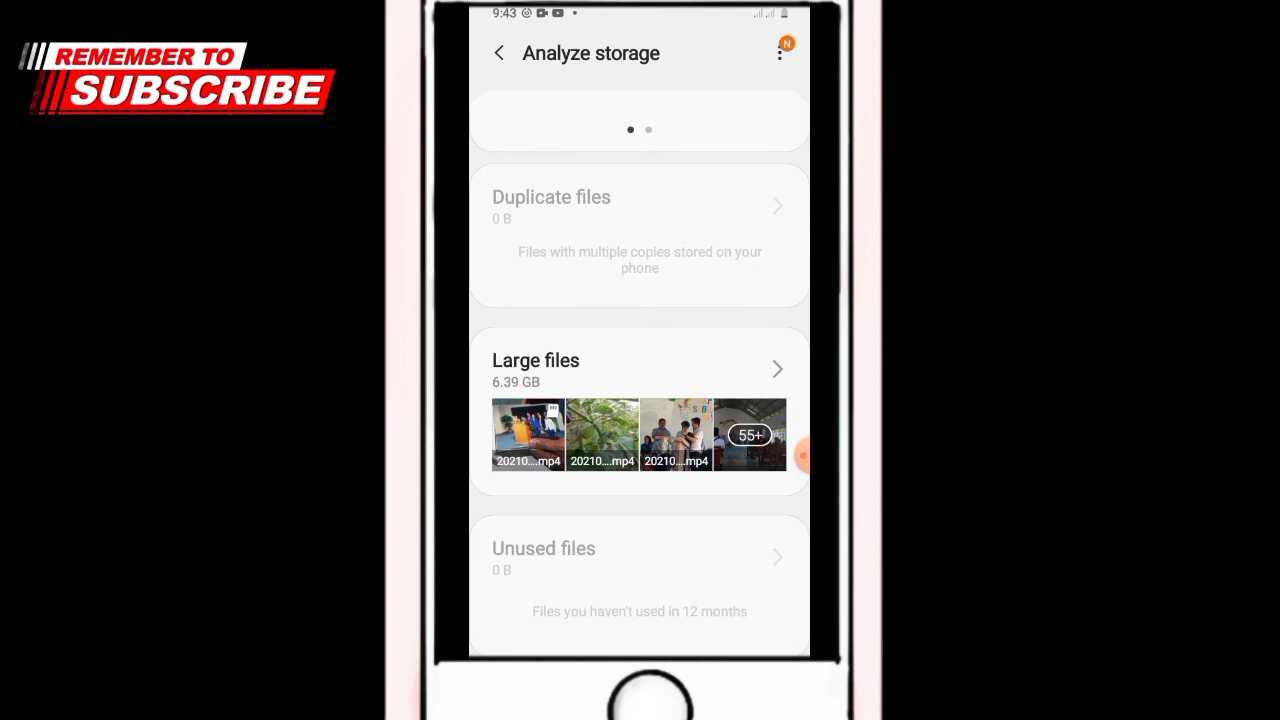 REMEMBER TO
SUBSCRIBE
9:43
Analyze storage
N
Duplicate files
0 B
Files with multiple copies stored on your
phone
Large files
6.39 GB
55+
20210....mp4 20210....mp4 20210....mp4
Unused files
0 B
Files you haven't used in 12 months